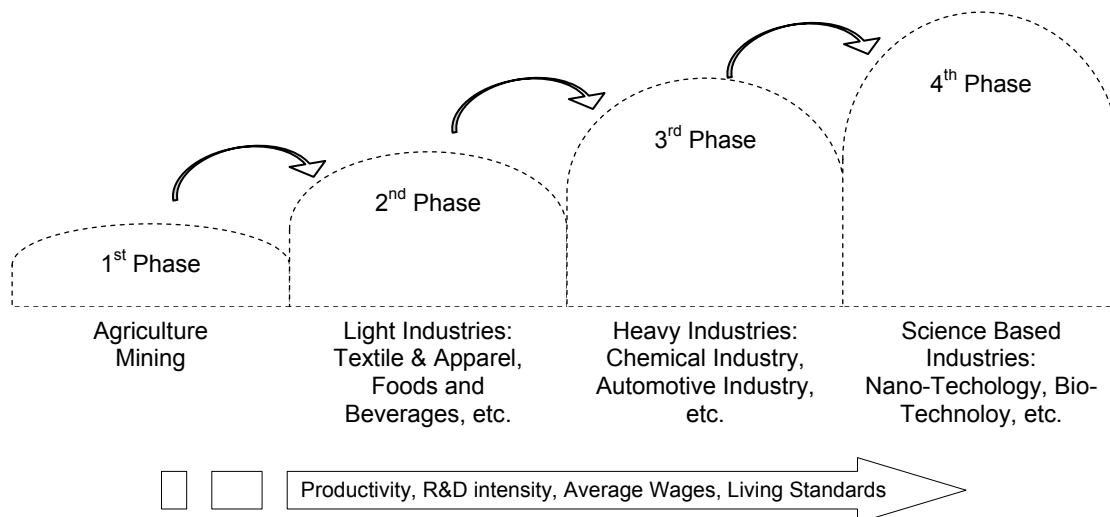 1st Phase
2nd Phase
3rd Phase
4th Phase
Agriculture
Mining
Light Industries:
Textile & Apparel,
Foods and
Beverages, etc.
Heavy Industries:
Chemical Industry,
Automotive Industry,
etc.
Science Based
Industries:
Nano-Techology, Bio-
Technoloy, etc.
Productivity, R&D intensity, Average Wages, Living Standards